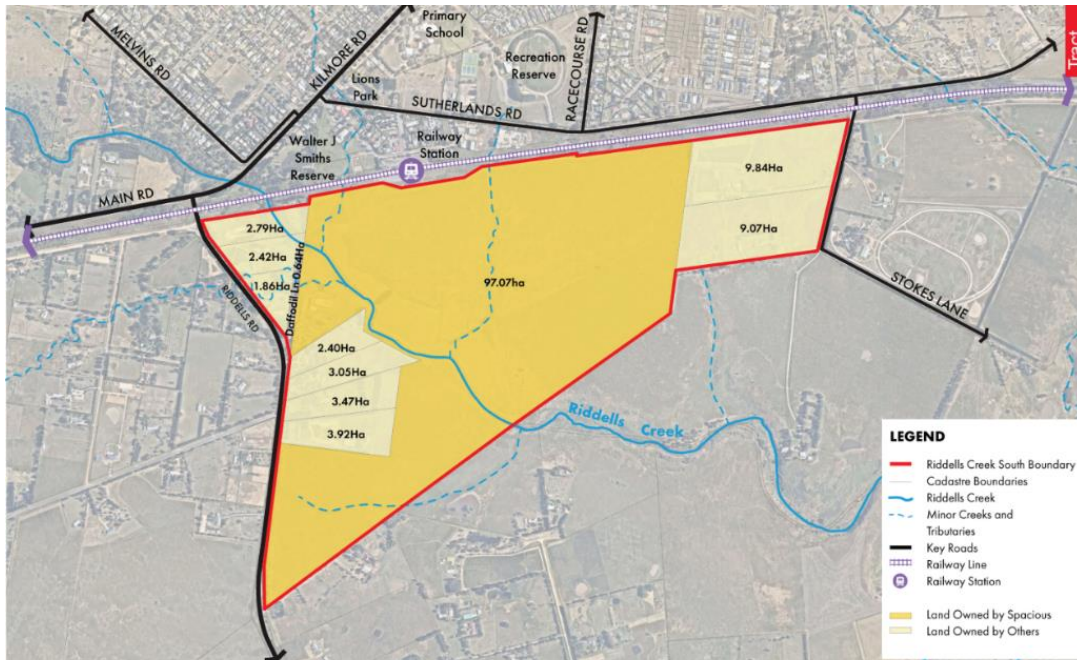 Tract
MELVINS RD
KILMORE RD
Primary
School
Recreation
Reserve
RACECOURSE RD
Lions
Park
SUTHERLANDS RD
Walter J
Smiths
Reserve
Railway
Station
MAIN RD
9.84Ha
9.07Ha
2.79Ha
2.42Ha
1.86Ha
Daffodil Ln 0.64Ha
97.07ha
RIDDELLS RD
STOKES LANE
2.40Ha
3.05Ha
3.47Ha
3.92Ha
Riddells Creek
LEGEND
Riddells Creek South Boundary
Cadastre Boundaries
Riddells Creek
Minor Creeks and
Tributaries
Key Roads
Railway Line
Railway Station
Land Owned by Spacious
Land Owned by Others